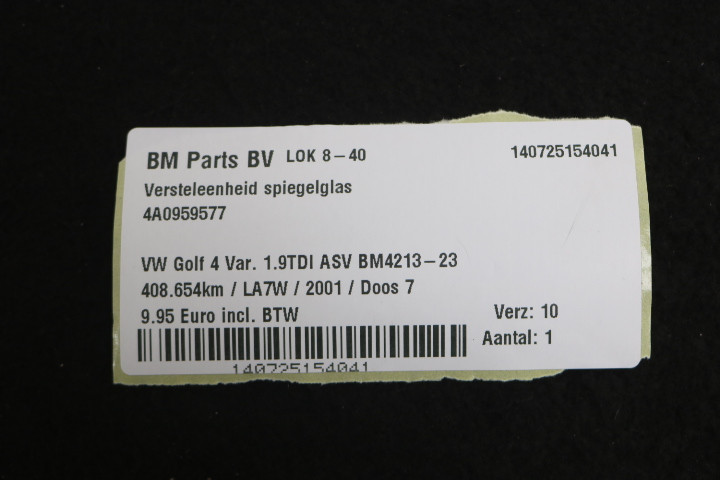 BM Parts BV LOK 8-40 140725154041
Versteleenheid spiegelglas
4A0959577
VW Golf 4 Var. 1.9TDI ASV BM4213-23
408.654km / LA7W / 2001 / Doos 7
9.95 Euro incl. BTW Verz: 10
Aantal: 1
140725154041